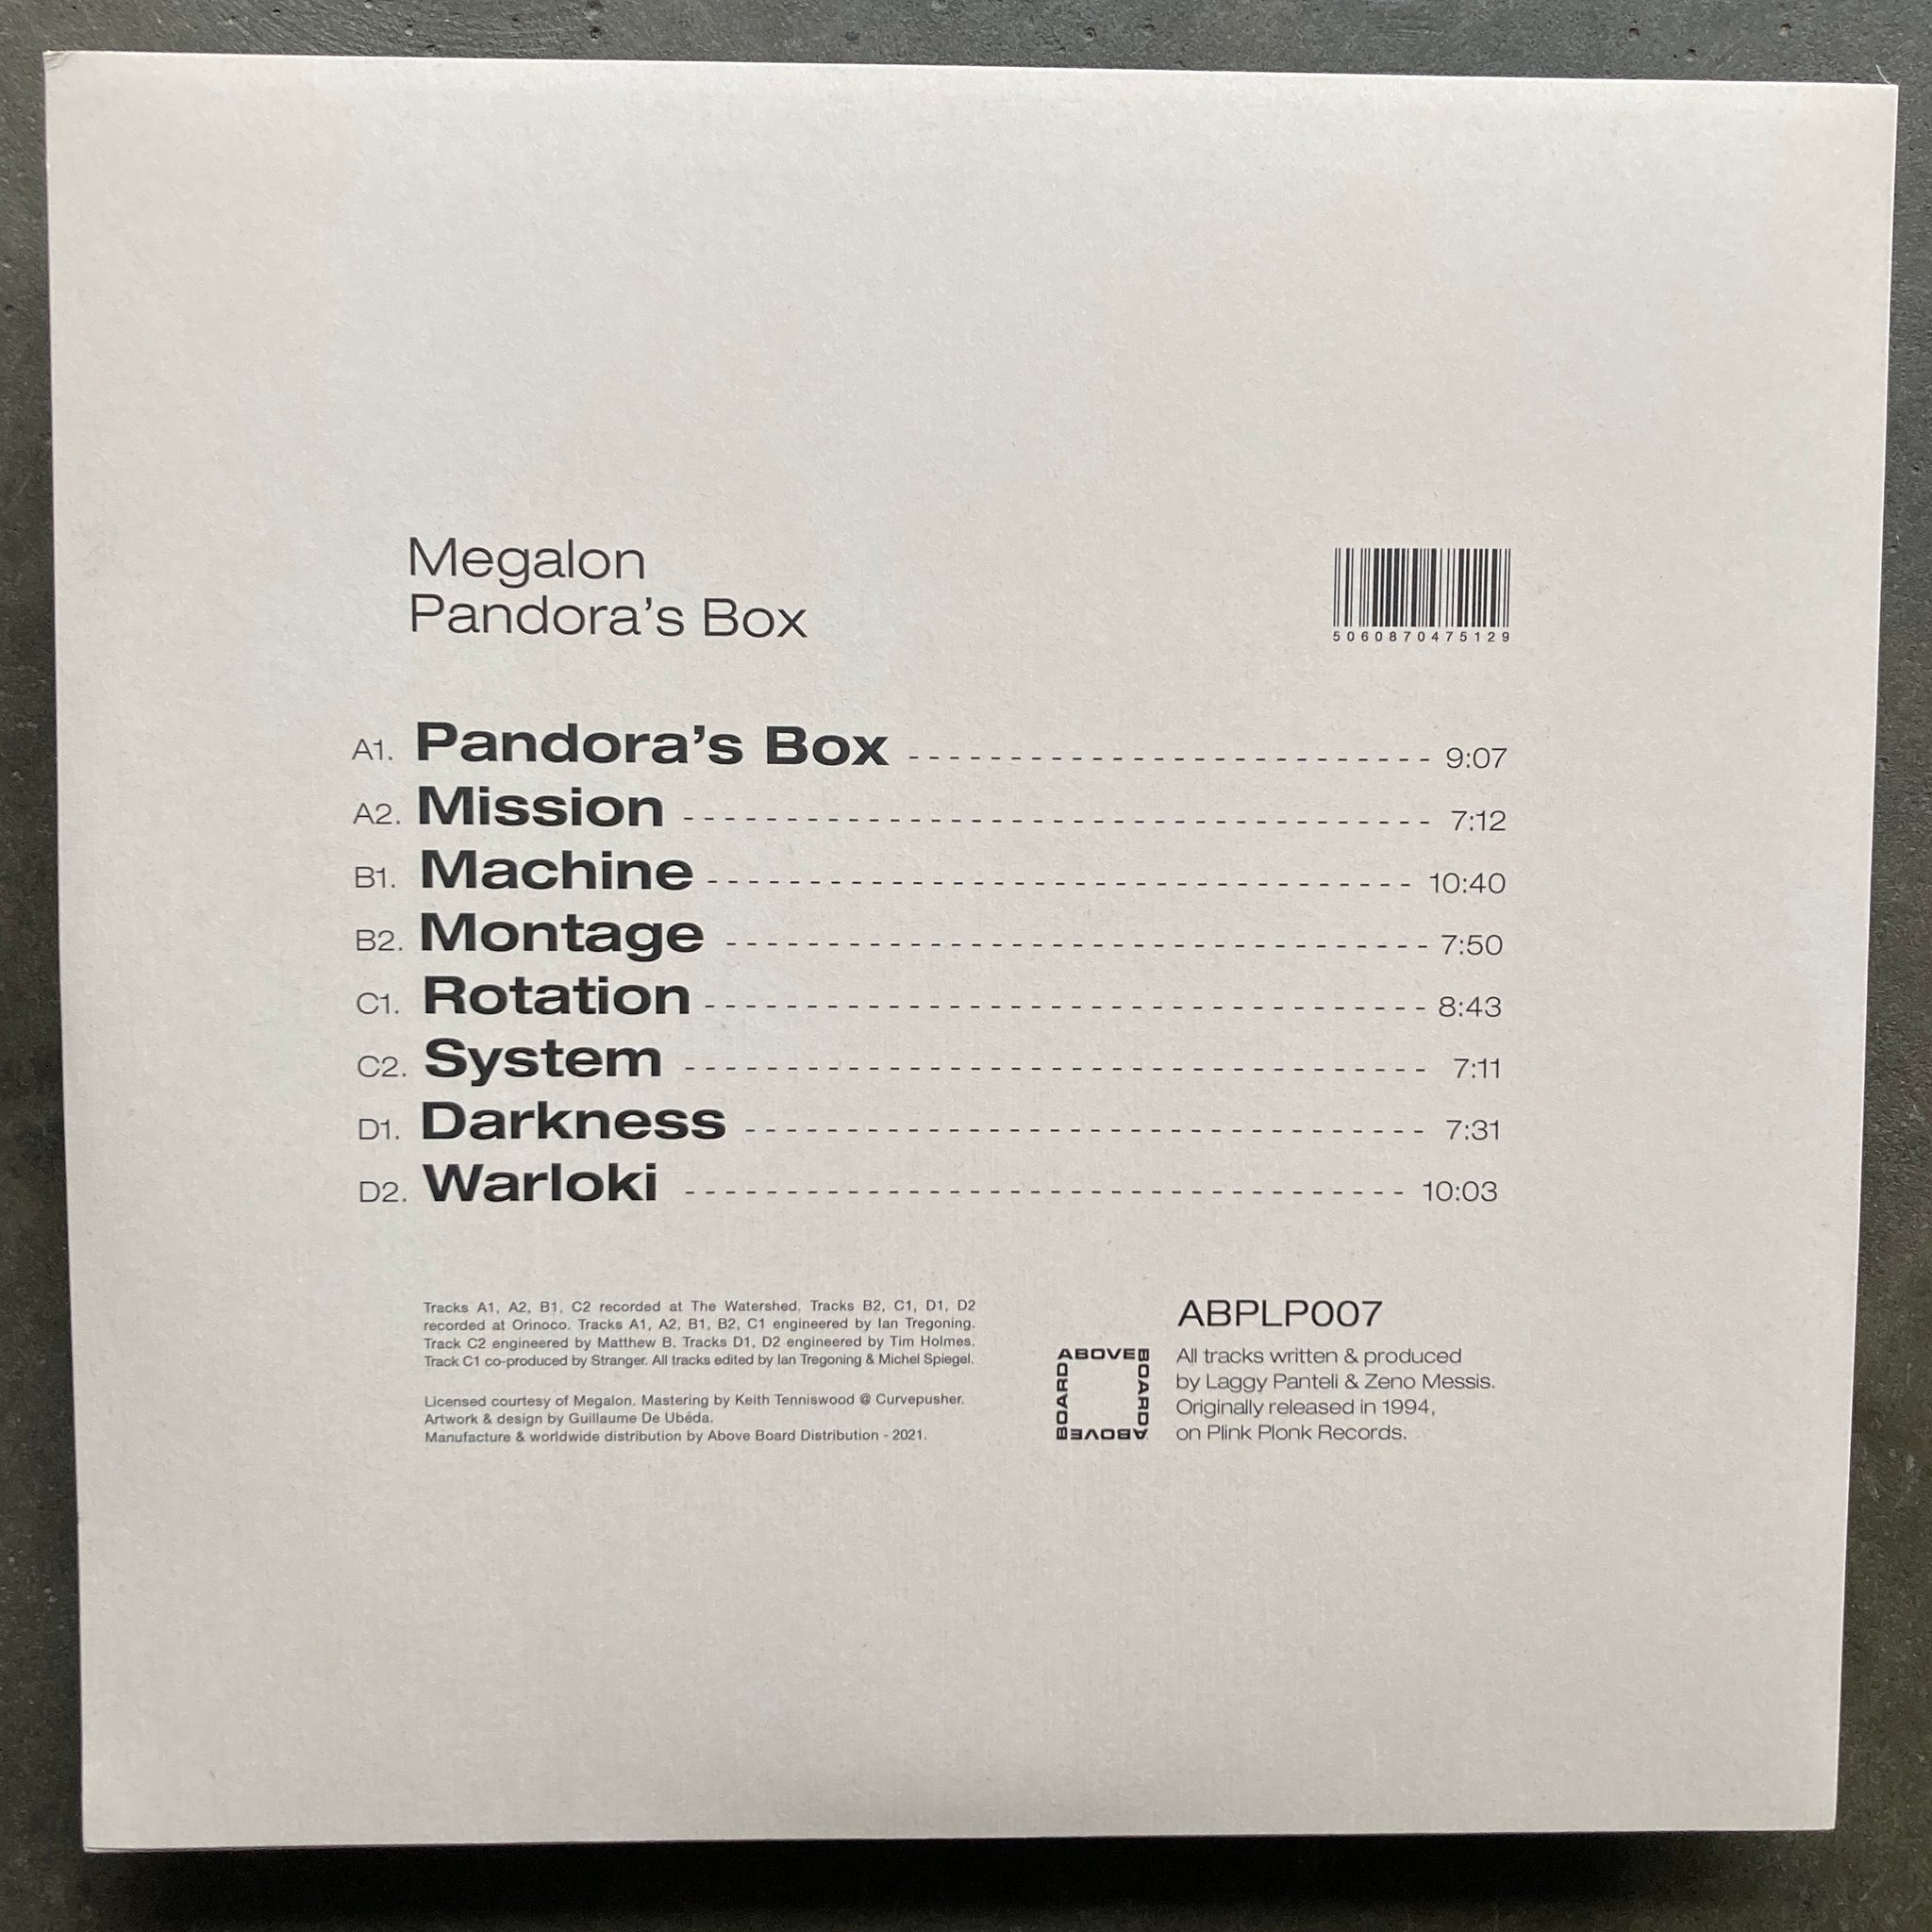 Megalon
Pandora's Box
5060870475129
A1. Pandora's Box 9:07
A2. Mission 7:12
B1. Machine 10:40
B2. Montage 7:50
C1. Rotation 8:43
C2. System 7:11
D1. Darkness 7:31
D2. Warloki 10:03
Tracks A1, A2, B1, C2 recorded at The Watershed. Tracks B2, C1, D1, D2
recorded at Orinoco. Tracks A1, A2, B1, B2, C1 engineered by Ian Tregoning.
Track C2 engineered by Matthew B. Tracks D1, D2 engineered by Tim Holmes.
Track C1 co-produced by Stranger. All tracks edited by Ian Tregoning & Michel Spiegel.
Licensed courtesy of Megalon. Mastering by Keith Tenniswood @ Curvepusher.
Artwork & design by Guillaume De Ubéda.
Manufacture & worldwide distribution by Above Board Distribution - 2021.
ABOVE BOARD ABOVE BOARD
ABPLP007
All tracks written & produced
by Laggy Panteli & Zeno Messis.
Originally released in 1994,
on Plink Plonk Records.